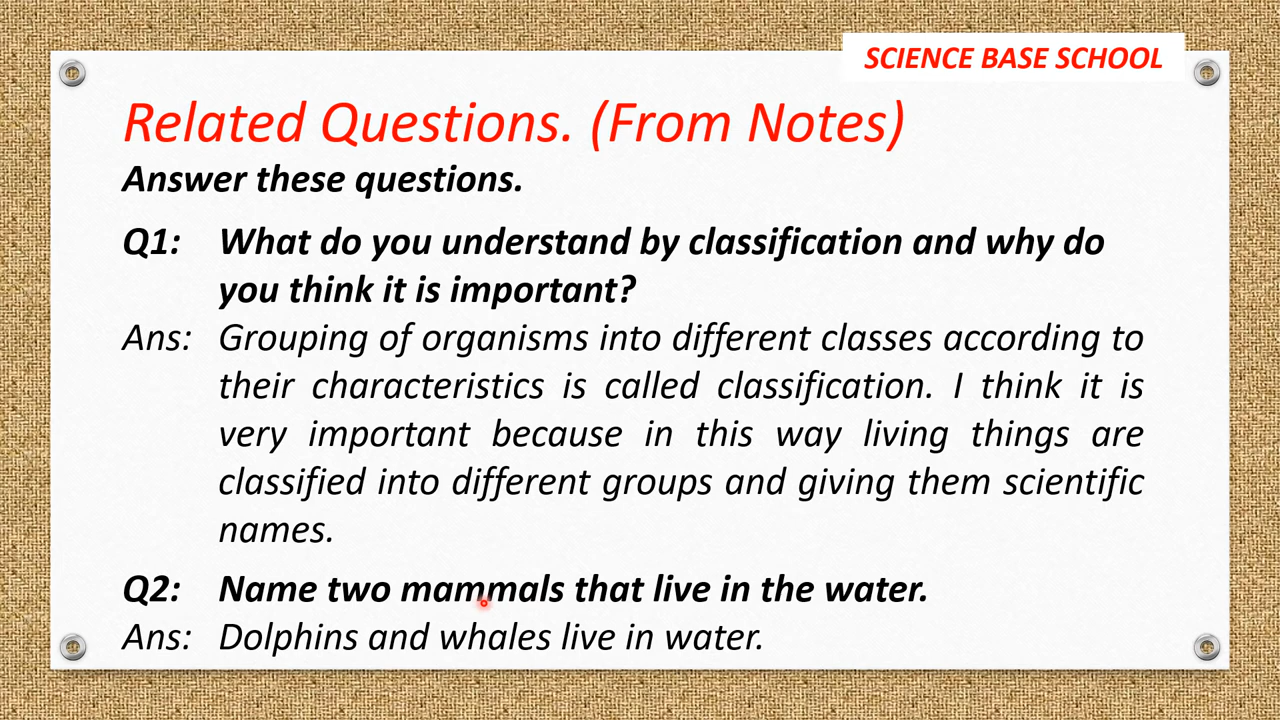 SCIENCE BASE SCHOOL
Related Questions. (From Notes)
Answer these questions.
Q1: What do you understand by classification and why do
you think it is important?
Ans: Grouping of organisms into different classes according to
their characteristics is called classification. I think it is
very important because in this way living things are
classified into different groups and giving them scientific
names.
Q2: Name two mammals that live in the water.
Ans: Dolphins and whales live in water.